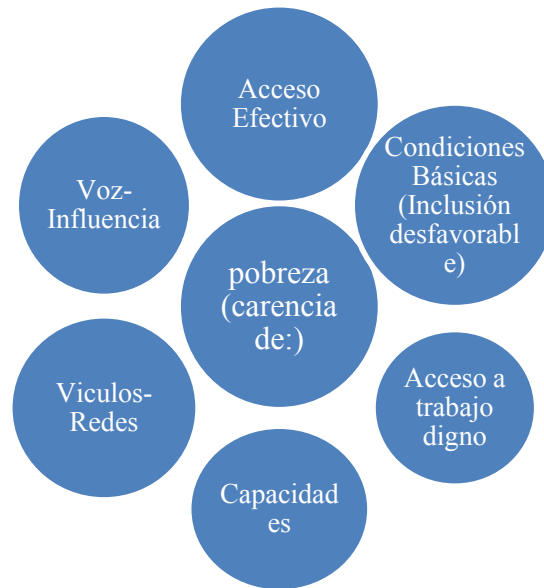 Acceso
Efectivo
Condiciones
Básicas
(Inclusión
desfavorabl
e)
Voz-
Influencia
pobreza
(carencia
de:)
Acceso a
trabajo
digno
Viculos-
Redes
Capacidad
es